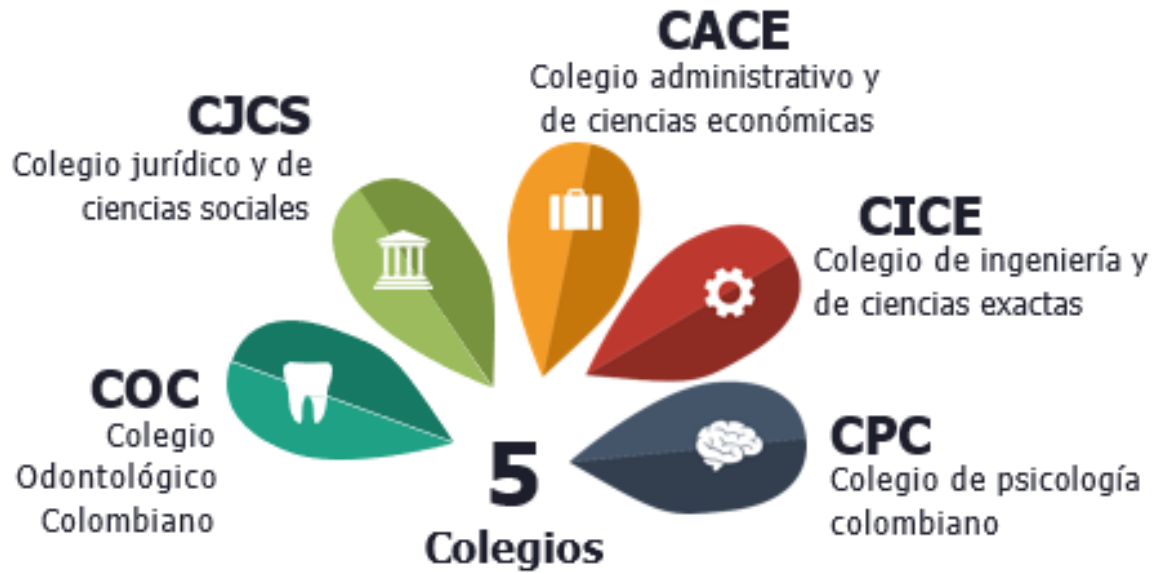 CACE
Colegio administrativo y
de ciencias económicas
CJCS
Colegio jurídico y de
ciencias sociales
CICE
Colegio de ingeniería y
de ciencias exactas
COC
Colegio
Odontológico
Colombiano
CPC
Colegio de psicología
colombiano
5
Colegios